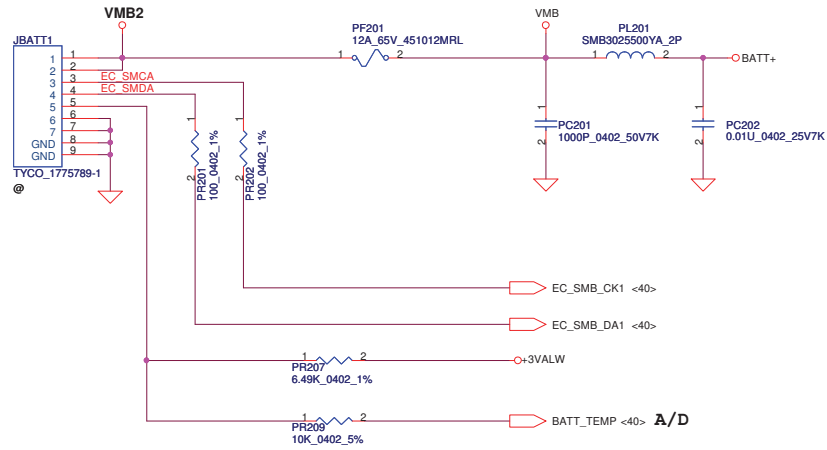 VMB2
VMB
JBATT1
PF201
12A_65V_451012MRL
PL201
SMB3025500YA_2P
1
2
3
4
5
6
7
GND 8
GND 9
1
2
3
4
5
6
7
8
9
EC_SMCA
EC_SMDA
1 2
1 2
BATT+
TYCO_1775789-1
@
1
2
PR201
100_0402_1%
1
2
PR202
100_0402_1%
1
2
PC201
1000P_0402_50V7K
1
2
PC202
0.01U_0402_25V7K
EC_SMB_CK1 <40>
EC_SMB_DA1 <40>
1 2
+3VALW
PR207
6.49K_0402_1%
1 2
BATT_TEMP <40> A/D
PR209
10K_0402_5%